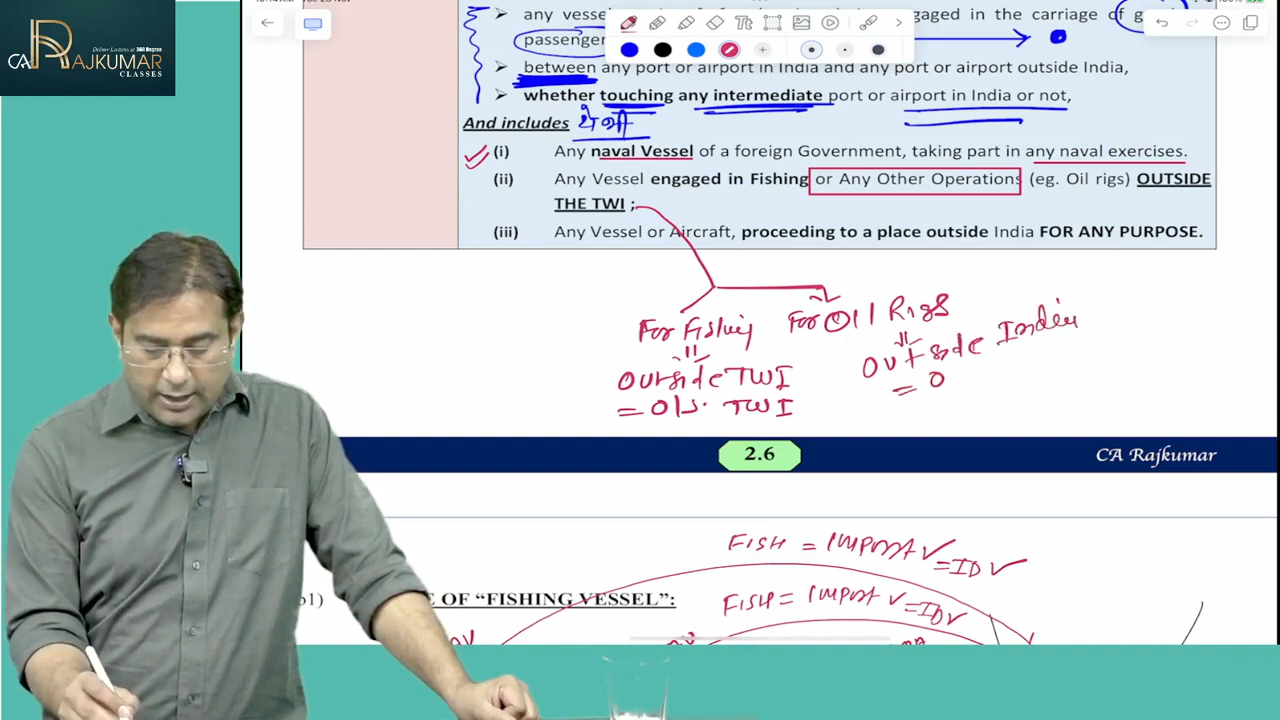 Deliver Lectures at 360 Degree
CA RAJKUMAR
CLASSES
any vessel engaged in the carriage of
passenger
between any port or airport in India and any port or airport outside India,
whether touching any intermediate port or airport in India or not,
And includes
(i) Any naval Vessel of a foreign Government, taking part in any naval exercises.
(ii) Any Vessel engaged in Fishing or Any Other Operations (eg. Oil rigs) OUTSIDE
THE TWI ;
(iii) Any Vessel or Aircraft, proceeding to a place outside India FOR ANY PURPOSE.
For Fishing For Oil Rigs
Outside TWI Outside India
= O/s. TWI = O
2.6 CA Rajkumar
FISH = IMPORT ✓ = ID ✓
OF "FISHING VESSEL":
FISH = IMPORT ✓ = ID ✓